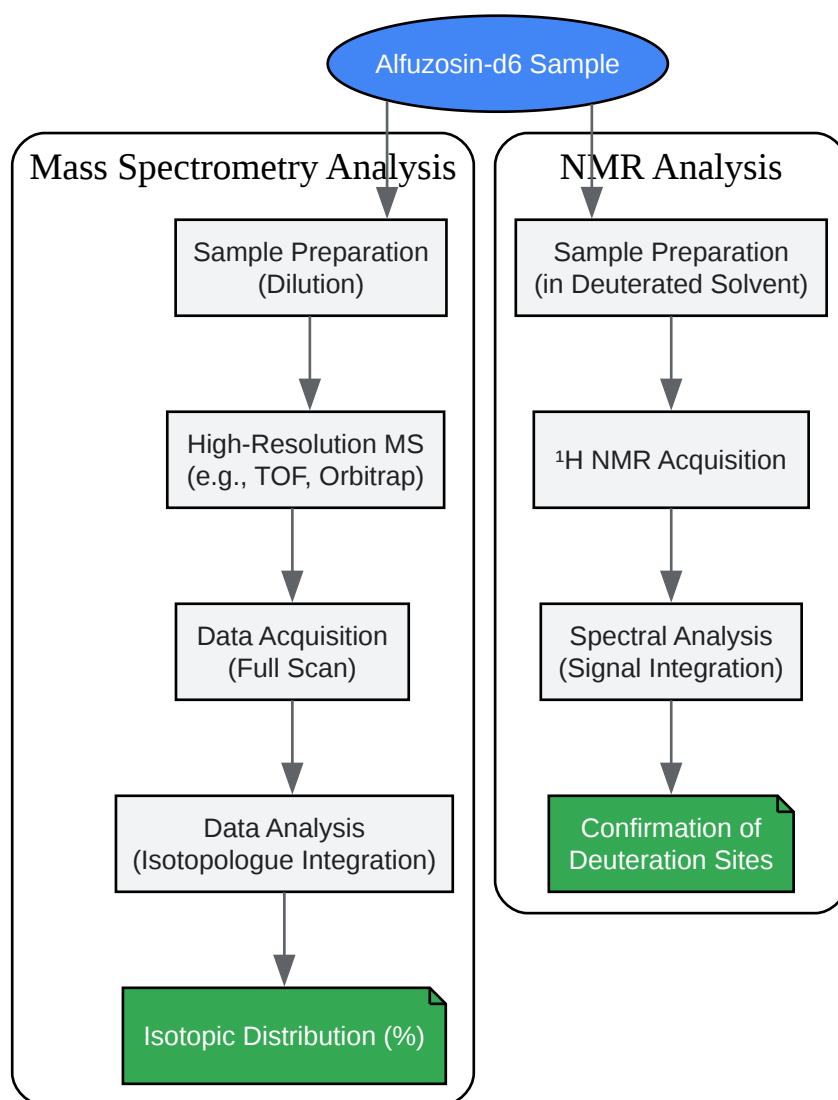 Alfuzosin-d6 Sample
Mass Spectrometry Analysis
Sample Preparation
(Dilution)
High-Resolution MS
(e.g., TOF, Orbitrap)
Data Acquisition
(Full Scan)
Data Analysis
(Isotopologue Integration)
Isotopic Distribution (%)
NMR Analysis
Sample Preparation
(in Deuterated Solvent)
¹H NMR Acquisition
Spectral Analysis
(Signal Integration)
Confirmation of
Deuteration Sites